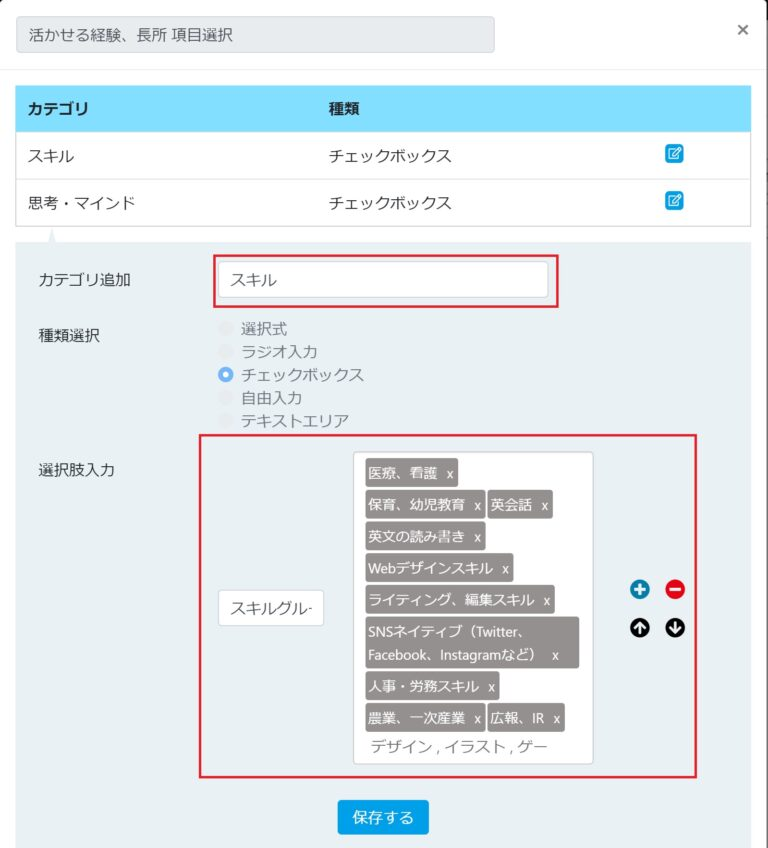 活かせる経験、長所 項目選択
×
カテゴリ 種類
スキル チェックボックス
思考・マインド チェックボックス
カテゴリ追加 スキル
種類選択 選択式
ラジオ入力
チェックボックス
自由入力
テキストエリア
選択肢入力
スキルグルー
医療、看護 x
保育、幼児教育 x 英会話 x
英文の読み書き x
Webデザインスキル x
ライティング、編集スキル x
SNSネイティブ（Twitter、
Facebook、Instagramなど） x
人事・労務スキル x
農業、一次産業 x 広報、IR x
デザイン , イラスト , ゲー
保存する